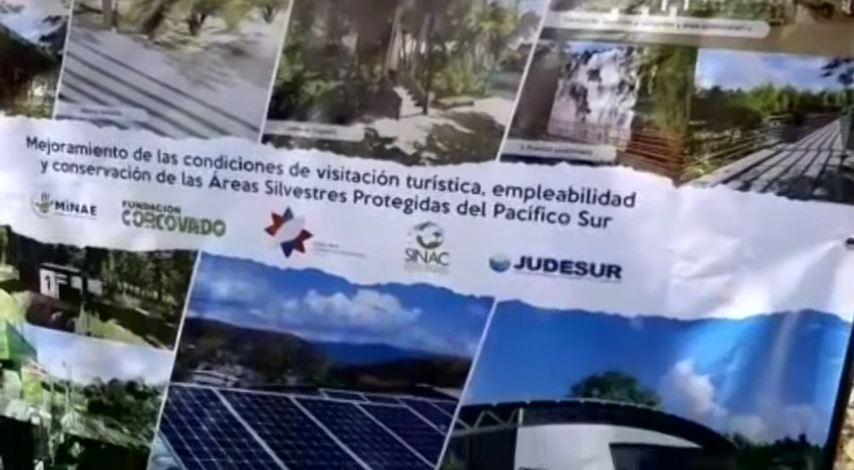 Mejoramiento de las condiciones de visitación turística, empleabilidad
y conservación de las Áreas Silvestres Protegidas del Pacífico Sur
MiNAE
FUNDACIÓN
CORCOVADO
SINAC
JUDESUR